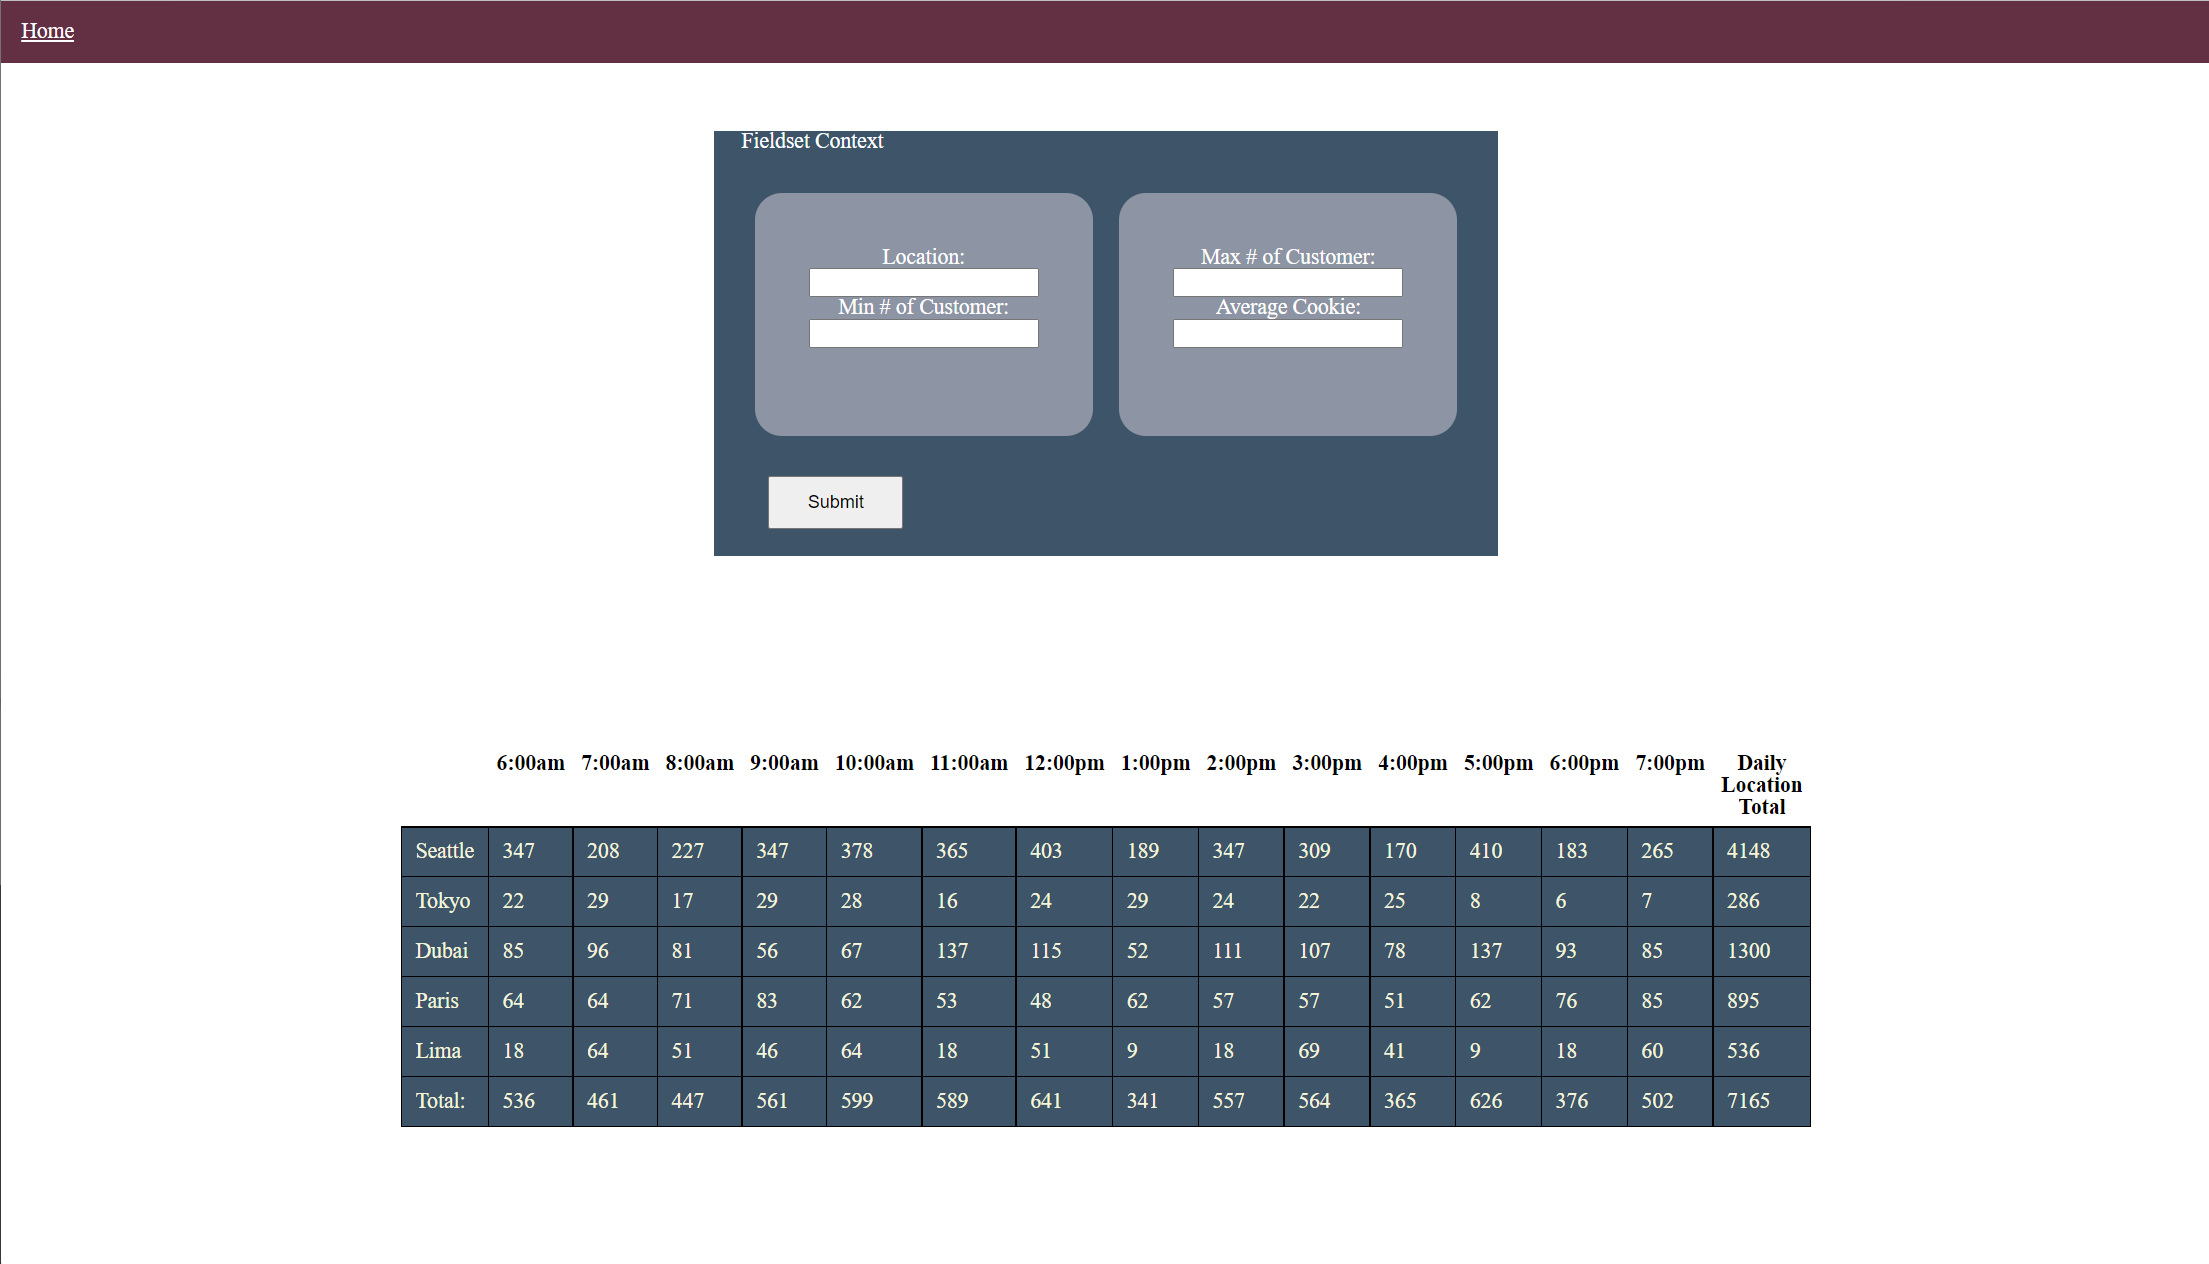 Home
Fieldset Context
Location:
Max # of Customer:
Min # of Customer:
Average Cookie:
Submit
6:00am 7:00am 8:00am 9:00am 10:00am 11:00am 12:00pm 1:00pm 2:00pm 3:00pm 4:00pm 5:00pm 6:00pm 7:00pm Daily
Location
Total
Seattle 347 208 227 347 378 365 403 189 347 309 170 410 183 265 4148
Tokyo 22 29 17 29 28 16 24 29 24 22 25 8 6 7 286
Dubai 85 96 81 56 67 137 115 52 111 107 78 137 93 85 1300
Paris 64 64 71 83 62 53 48 62 57 57 51 62 76 85 895
Lima 18 64 51 46 64 18 51 9 18 69 41 9 18 60 536
Total: 536 461 447 561 599 589 641 341 557 564 365 626 376 502 7165